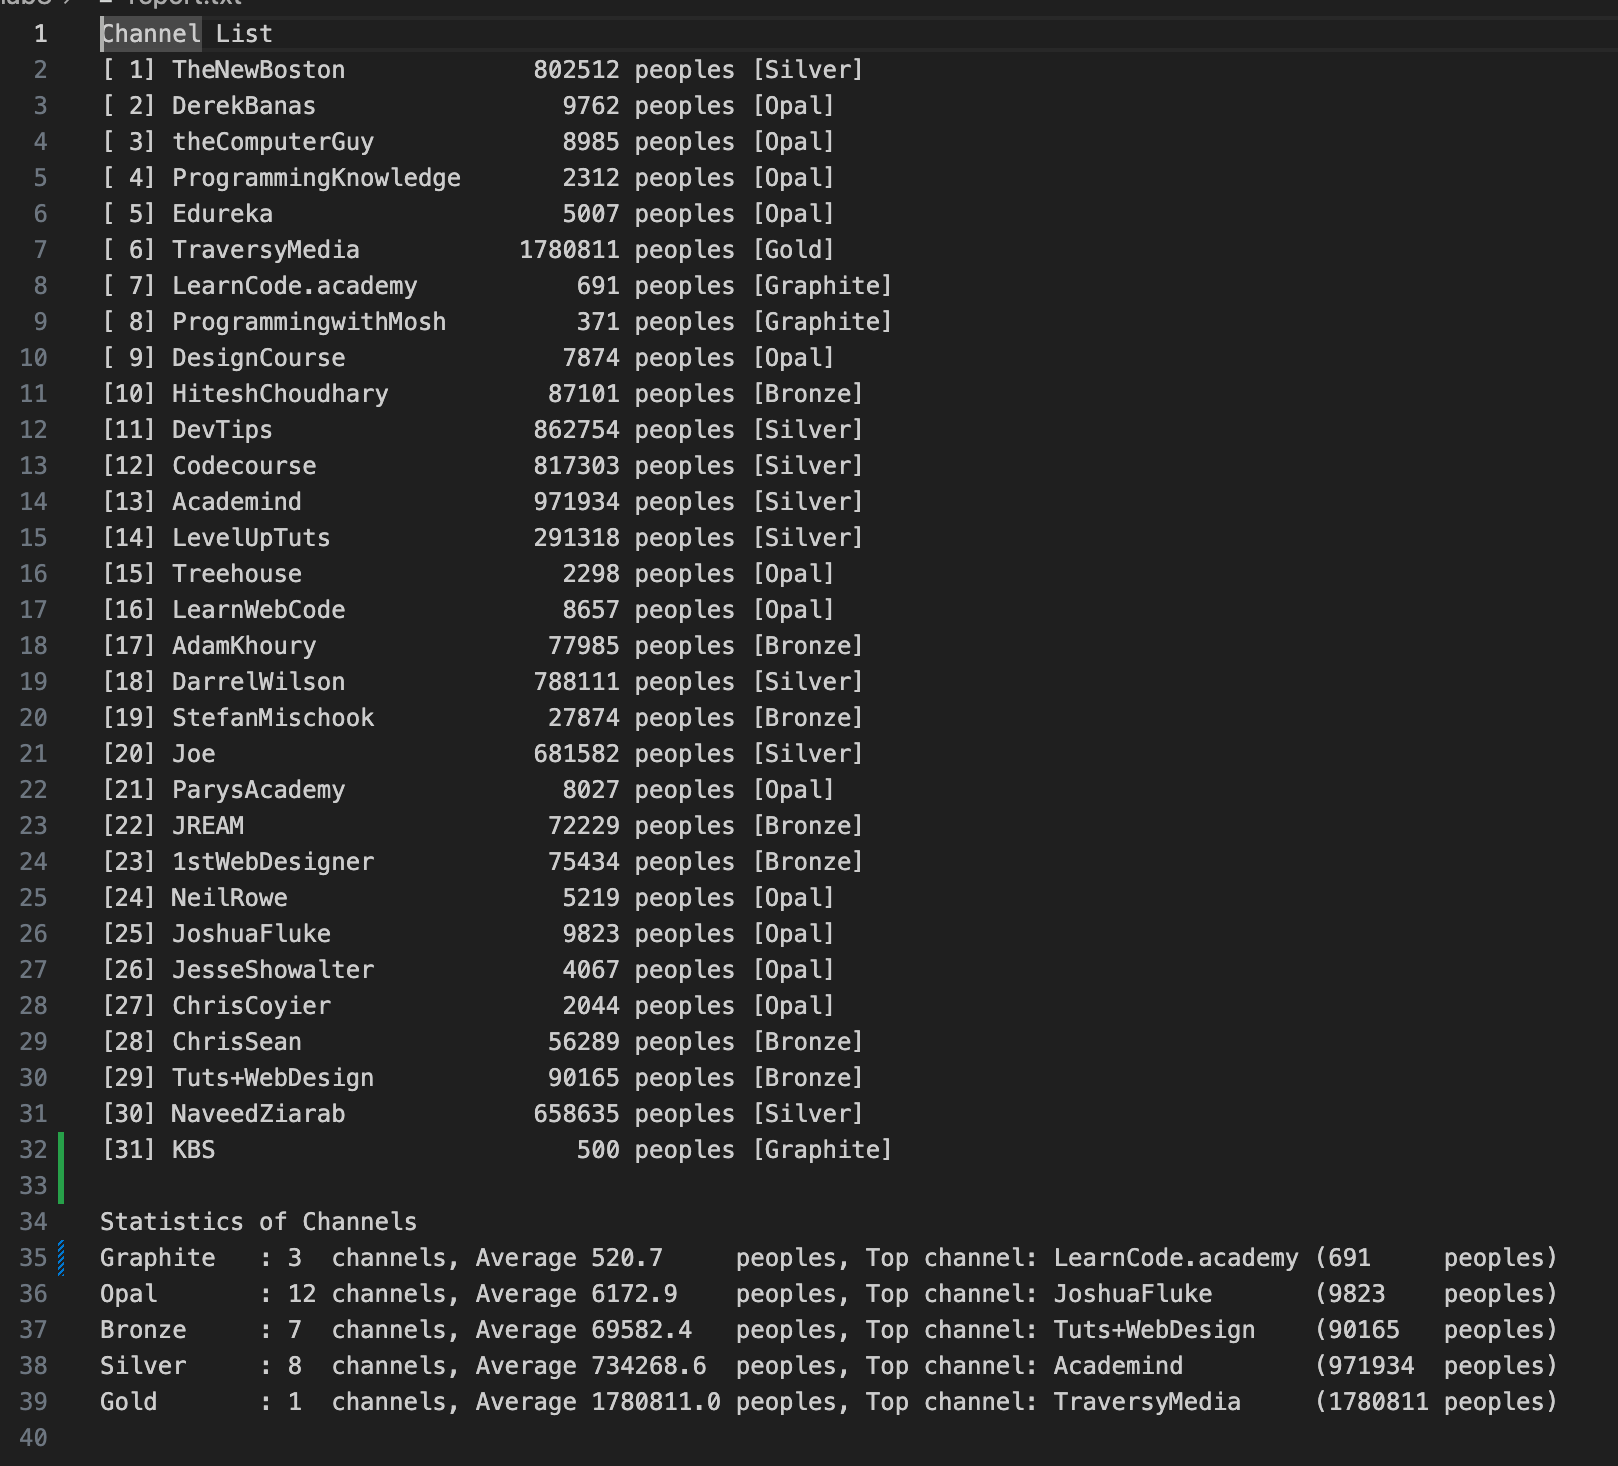 report.txt
1 Channel List
2 [ 1] TheNewBoston             802512 peoples [Silver]
3 [ 2] DerekBanas                 9762 peoples [Opal]
4 [ 3] theComputerGuy             8985 peoples [Opal]
5 [ 4] ProgrammingKnowledge       2312 peoples [Opal]
6 [ 5] Edureka                    5007 peoples [Opal]
7 [ 6] TraversyMedia           1780811 peoples [Gold]
8 [ 7] LearnCode.academy           691 peoples [Graphite]
9 [ 8] ProgrammingwithMosh         371 peoples [Graphite]
10 [ 9] DesignCourse               7874 peoples [Opal]
11 [10] HiteshChoudhary           87101 peoples [Bronze]
12 [11] DevTips                  862754 peoples [Silver]
13 [12] Codecourse               817303 peoples [Silver]
14 [13] Academind                971934 peoples [Silver]
15 [14] LevelUpTuts              291318 peoples [Silver]
16 [15] Treehouse                  2298 peoples [Opal]
17 [16] LearnWebCode               8657 peoples [Opal]
18 [17] AdamKhoury                77985 peoples [Bronze]
19 [18] DarrelWilson             788111 peoples [Silver]
20 [19] StefanMischook            27874 peoples [Bronze]
21 [20] Joe                      681582 peoples [Silver]
22 [21] ParysAcademy               8027 peoples [Opal]
23 [22] JREAM                     72229 peoples [Bronze]
24 [23] 1stWebDesigner            75434 peoples [Bronze]
25 [24] NeilRowe                   5219 peoples [Opal]
26 [25] JoshuaFluke                9823 peoples [Opal]
27 [26] JesseShowalter             4067 peoples [Opal]
28 [27] ChrisCoyier                2044 peoples [Opal]
29 [28] ChrisSean                 56289 peoples [Bronze]
30 [29] Tuts+WebDesign            90165 peoples [Bronze]
31 [30] NaveedZiarab             658635 peoples [Silver]
32 [31] KBS                         500 peoples [Graphite]
33
34 Statistics of Channels
35 Graphite   : 3  channels, Average 520.7     peoples, Top channel: LearnCode.academy (691     peoples)
36 Opal       : 12 channels, Average 6172.9    peoples, Top channel: JoshuaFluke       (9823    peoples)
37 Bronze     : 7  channels, Average 69582.4   peoples, Top channel: Tuts+WebDesign    (90165   peoples)
38 Silver     : 8  channels, Average 734268.6  peoples, Top channel: Academind         (971934  peoples)
39 Gold       : 1  channels, Average 1780811.0 peoples, Top channel: TraversyMedia     (1780811 peoples)
40